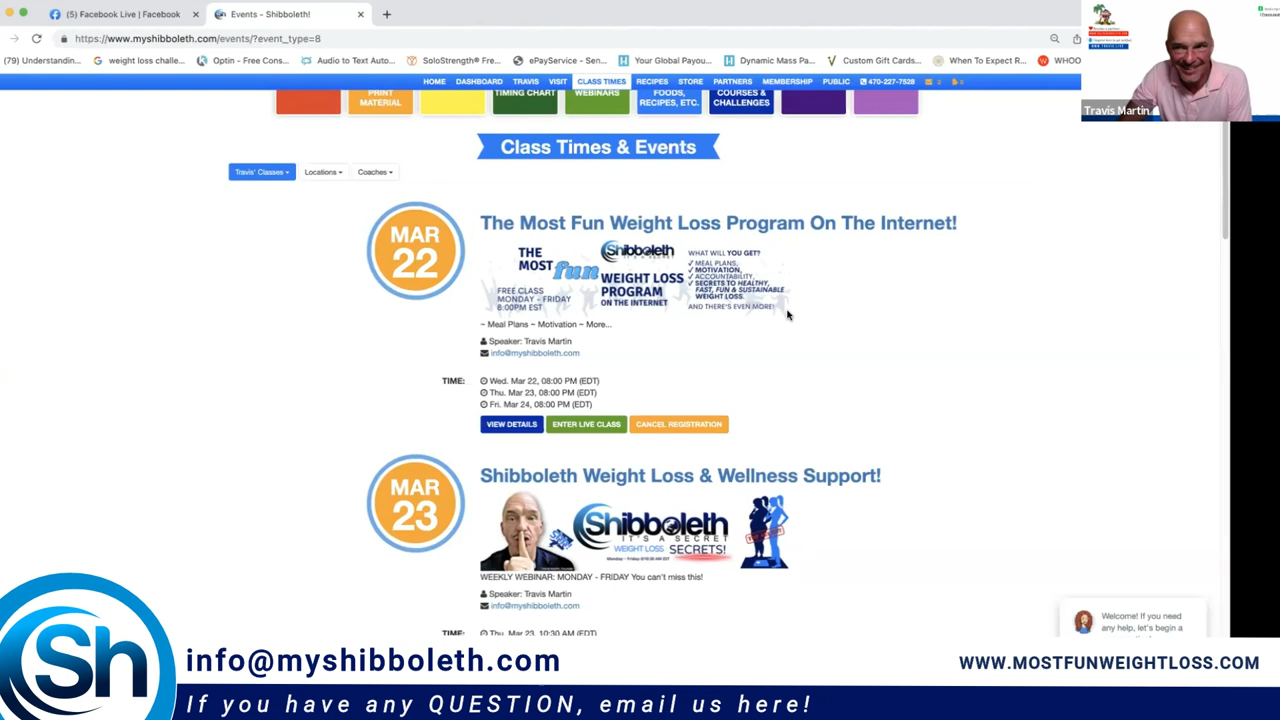 (5) Facebook Live | Facebook
Events – Shibboleth!
https://www.myshibboleth.com/events/?event_type=8
(79) Understandin...
weight loss challe...
Optin - Free Cons...
Audio to Text Auto...
SoloStrength® Fre...
ePayService - Sen...
Your Global Payou...
Dynamic Mass Pa...
Custom Gift Cards...
When To Expect R...
WHOO
HOME DASHBOARD TRAVIS VISIT CLASS TIMES RECIPES STORE PARTNERS MEMBERSHIP PUBLIC 470-227-7528
Travis Martin
PRINT
MATERIAL
TIMING CHART
WEBINARS
FOODS,
RECIPES, ETC.
COURSES &
CHALLENGES
Class Times & Events
Travis' Classes
Locations
Coaches
MAR
22
The Most Fun Weight Loss Program On The Internet!
THE
MOST fun
WEIGHT LOSS
PROGRAM
ON THE INTERNET
FREE CLASS
MONDAY - FRIDAY
8:00PM EST
Shibboleth
IT'S A SECRET
WHAT WILL YOU GET?
✓ MEAL PLANS,
✓ MOTIVATION,
✓ ACCOUNTABILITY,
✓ SECRETS TO HEALTHY,
FAST, FUN & SUSTAINABLE
WEIGHT LOSS.
AND THERE'S EVEN MORE!
~ Meal Plans ~ Motivation ~ More...
Speaker: Travis Martin
info@myshibboleth.com
TIME:
Wed. Mar 22, 08:00 PM (EDT)
Thu. Mar 23, 08:00 PM (EDT)
Fri. Mar 24, 08:00 PM (EDT)
VIEW DETAILS
ENTER LIVE CLASS
CANCEL REGISTRATION
MAR
23
Shibboleth Weight Loss & Wellness Support!
Shibboleth
IT'S A SECRET
WEIGHT LOSS SECRETS!
WEEKLY WEBINAR: MONDAY - FRIDAY You can't miss this!
Speaker: Travis Martin
info@myshibboleth.com
TIME:
Thu. Mar 23, 10:30 AM (EDT)
Welcome! If you need
any help, let's begin a
Sh
info@myshibboleth.com
WWW.MOSTFUNWEIGHTLOSS.COM
If you have any QUESTION, email us here!